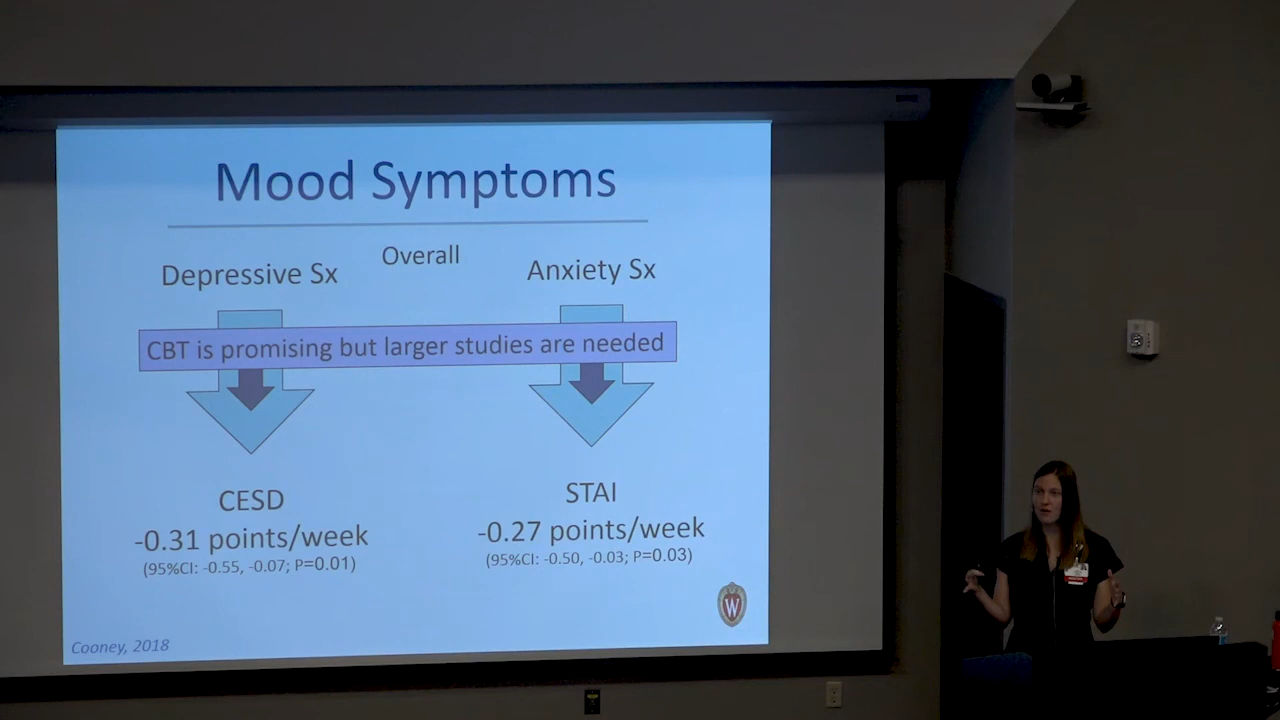 Mood Symptoms
Overall
Depressive Sx
Anxiety Sx
CBT is promising but larger studies are needed
CESD
-0.31 points/week
(95%CI: -0.55, -0.07; P=0.01)
STAI
-0.27 points/week
(95%CI: -0.50, -0.03; P=0.03)
W
Cooney, 2018